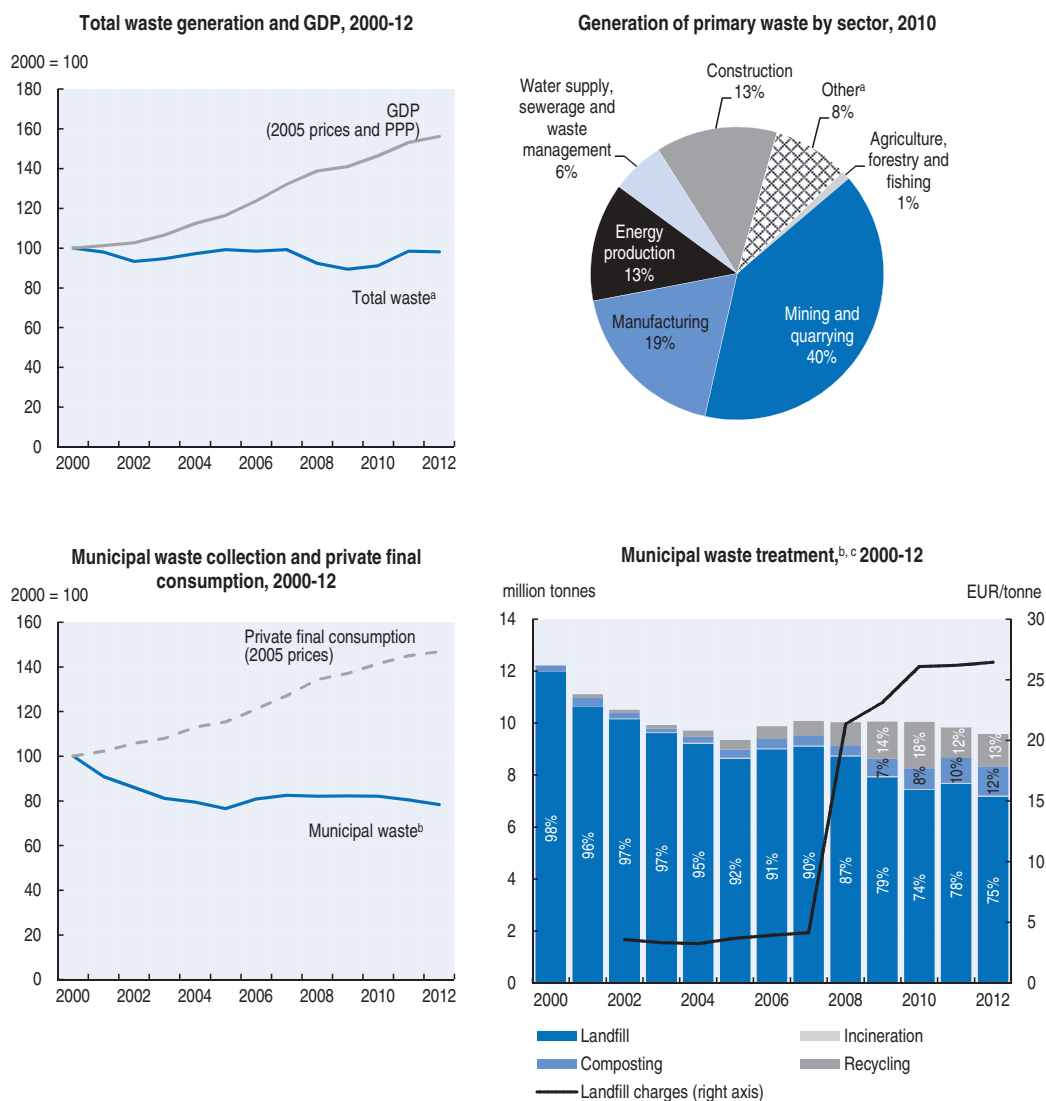 Total waste generation and GDP, 2000-12
2000 = 100
180
160
140
120
100
80
60
40
20
0
2000
2002
2004
2006
2008
2010
2012
GDP
(2005 prices and PPP)
Total wasteᵃ
Generation of primary waste by sector, 2010
Construction
13%
Otherᵃ
8%
Agriculture,
forestry and
fishing
1%
Water supply,
sewerage and
waste
management
6%
Energy
production
13%
Manufacturing
19%
Mining and
quarrying
40%
Municipal waste collection and private final
consumption, 2000-12
2000 = 100
160
140
120
100
80
60
40
20
0
2000
2002
2004
2006
2008
2010
2012
Private final consumption
(2005 prices)
Municipal wasteᵇ
Municipal waste treatment,ᵇ, ᶜ 2000-12
million tonnes
EUR/tonne
14
12
10
8
6
4
2
0
30
25
20
15
10
5
0
98%
96%
97%
97%
95%
92%
91%
90%
87%
79%
7%
14%
74%
8%
18%
78%
10%
12%
75%
12%
13%
2000
2002
2004
2006
2008
2010
2012
Landfill
Incineration
Composting
Recycling
Landfill charges (right axis)